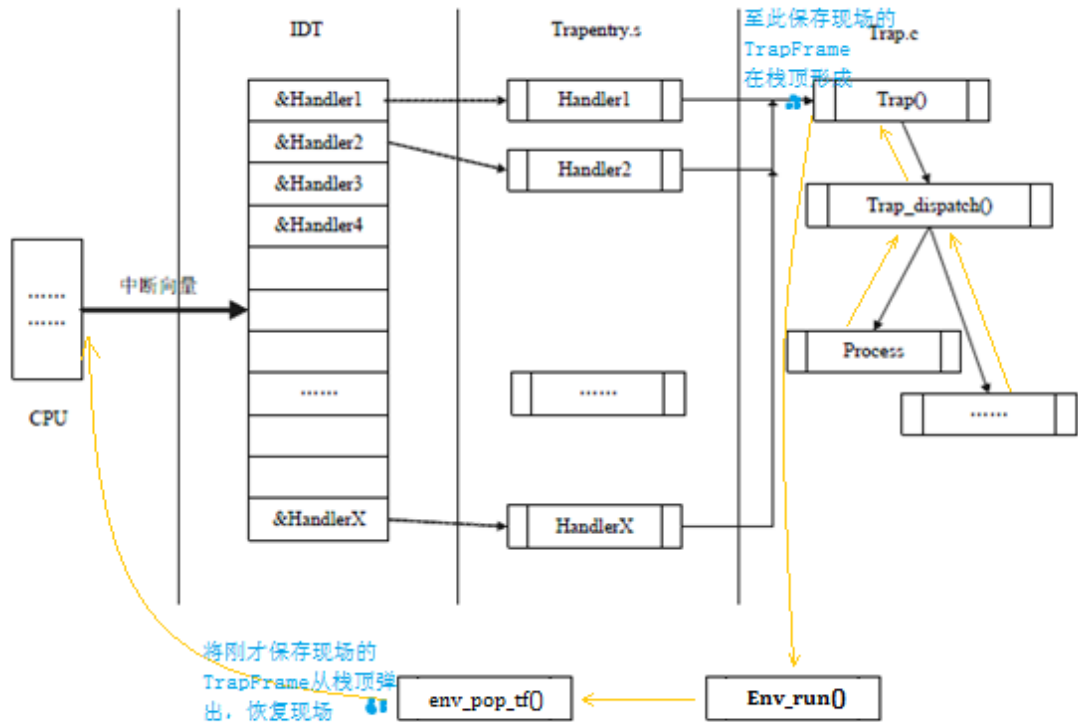 IDT
Trapentry.s
至此保存现场的
TrapFrame
在栈顶形成
Trap.c
&Handler1
&Handler2
&Handler3
&Handler4
……
&HandlerX
Handler1
Handler2
……
HandlerX
Trap()
Trap_dispatch()
Process
……
……
……
中断向量
CPU
将刚才保存现场的
TrapFrame从栈顶弹
出，恢复现场
env_pop_tf()
Env_run()